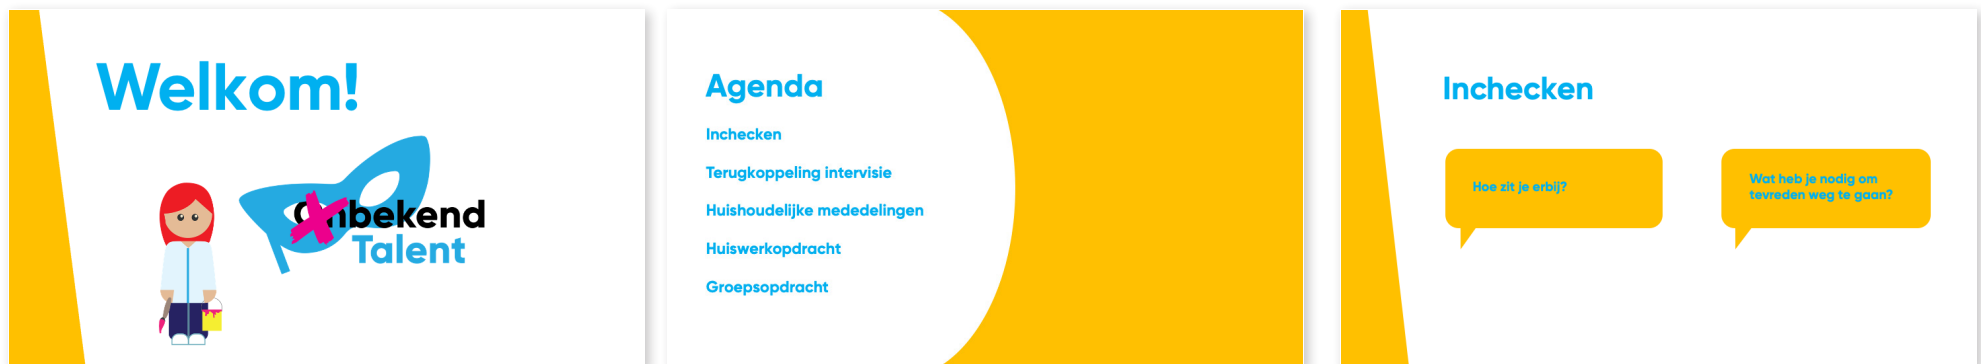 Welkom!
Onbekend
Talent
Agenda
Inchecken
Terugkoppeling intervisie
Huishoudelijke mededelingen
Huiswerkopdracht
Groepsopdracht
Inchecken
Hoe zit je erbij?
Wat heb je nodig om
tevreden weg te gaan?